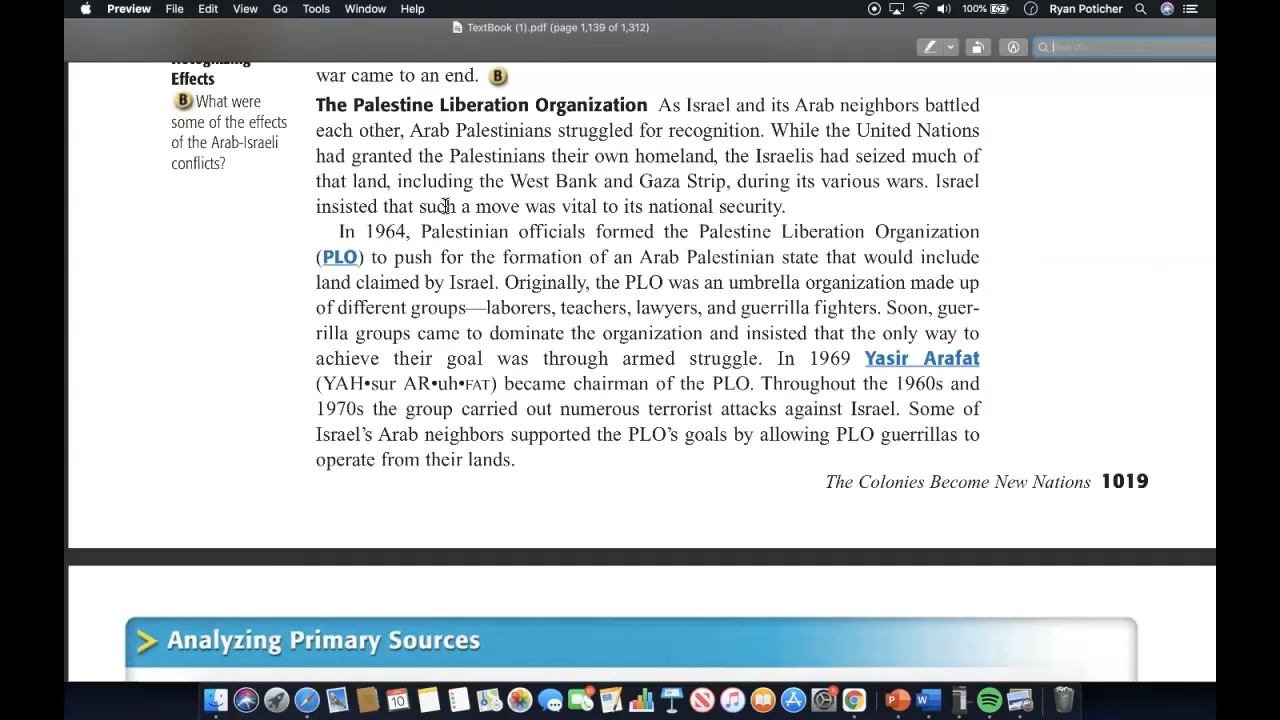 Preview File Edit View Go Tools Window Help 100% Ryan Poticher
TextBook (1).pdf (page 1,139 of 1,312)
Search
Recognizing
Effects
B What were
some of the effects
of the Arab-Israeli
conflicts?
war came to an end. B
The Palestine Liberation Organization As Israel and its Arab neighbors battled
each other, Arab Palestinians struggled for recognition. While the United Nations
had granted the Palestinians their own homeland, the Israelis had seized much of
that land, including the West Bank and Gaza Strip, during its various wars. Israel
insisted that such a move was vital to its national security.
In 1964, Palestinian officials formed the Palestine Liberation Organization
(PLO) to push for the formation of an Arab Palestinian state that would include
land claimed by Israel. Originally, the PLO was an umbrella organization made up
of different groups—laborers, teachers, lawyers, and guerrilla fighters. Soon, guer-
rilla groups came to dominate the organization and insisted that the only way to
achieve their goal was through armed struggle. In 1969 Yasir Arafat
(YAH•sur AR•uh•FAT) became chairman of the PLO. Throughout the 1960s and
1970s the group carried out numerous terrorist attacks against Israel. Some of
Israel's Arab neighbors supported the PLO's goals by allowing PLO guerrillas to
operate from their lands.
The Colonies Become New Nations 1019
> Analyzing Primary Sources
10